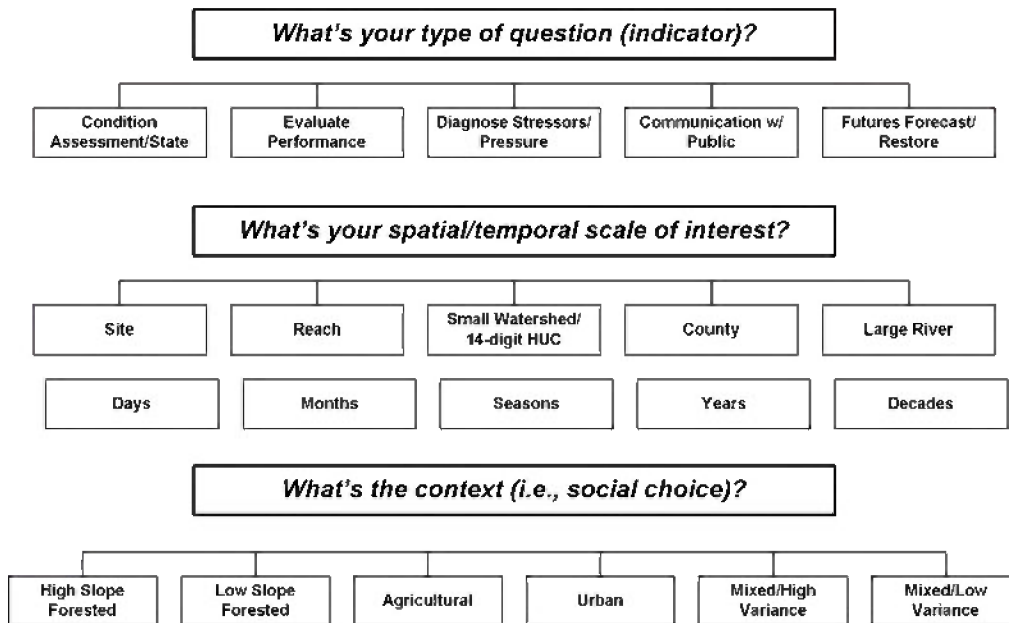 What's your type of question (indicator)?
Condition
Assessment/State
Evaluate
Performance
Diagnose Stressors/
Pressure
Communication w/
Public
Futures Forecast/
Restore
What's your spatial/temporal scale of interest?
Site
Reach
Small Watershed/
14-digit HUC
County
Large River
Days
Months
Seasons
Years
Decades
What's the context (i.e., social choice)?
High Slope
Forested
Low Slope
Forested
Agricultural
Urban
Mixed/High
Variance
Mixed/Low
Variance